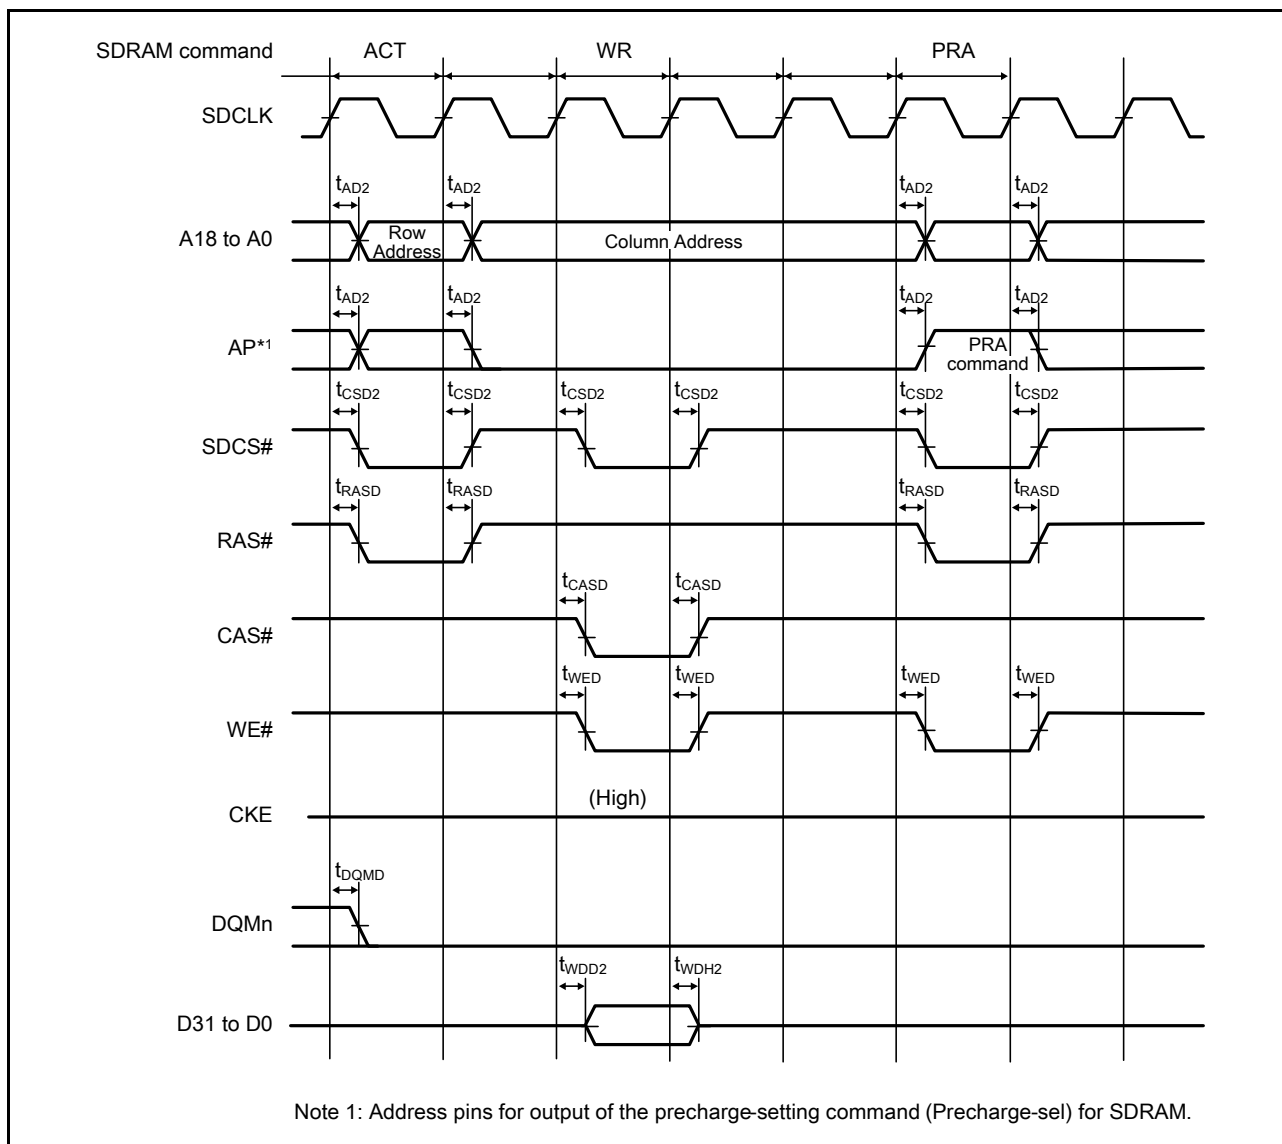 SDRAM command ACT WR PRA
SDCLK
tAD2 tAD2 tAD2 tAD2
A18 to A0 Row Address Column Address
tAD2 tAD2 tAD2 tAD2
AP*1 PRA command
tCSD2 tCSD2 tCSD2 tCSD2 tCSD2 tCSD2
SDCS#
tRASD tRASD tRASD tRASD
RAS#
tCASD tCASD
CAS#
tWED tWED tWED tWED
WE#
(High)
CKE
tDQMD
DQMn
tWDD2 tWDH2
D31 to D0
Note 1: Address pins for output of the precharge-setting command (Precharge-sel) for SDRAM.